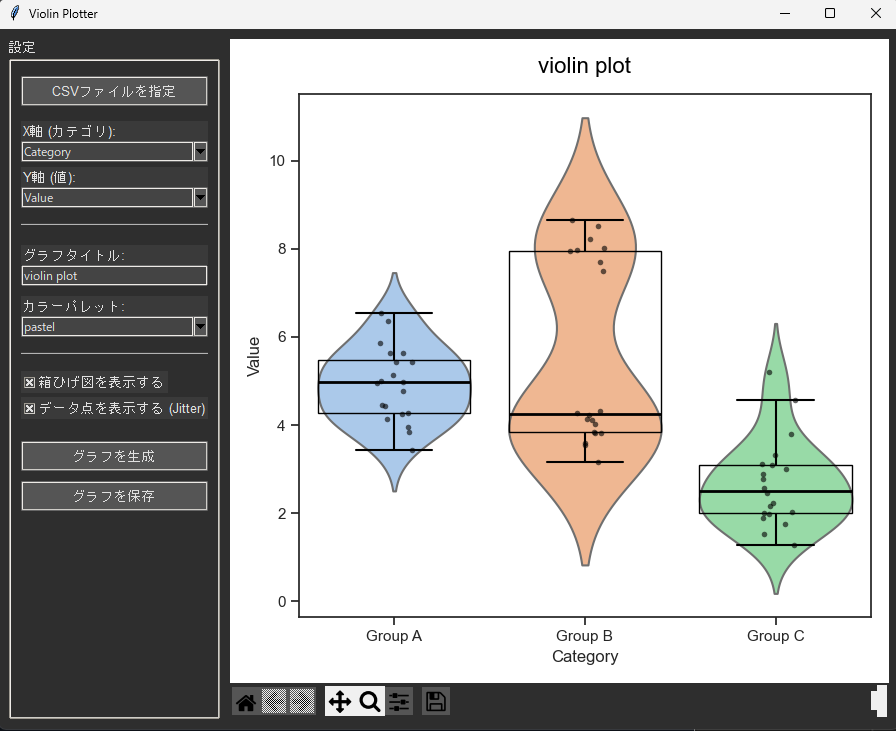 Violin Plotter
設定
CSVファイルを指定
X軸 (カテゴリ):
Category
Y軸 (値):
Value
グラフタイトル:
violin plot
カラーパレット:
pastel
箱ひげ図を表示する
データ点を表示する (Jitter)
グラフを生成
グラフを保存
violin plot
Value
10
8
6
4
2
0
Group A
Group B
Group C
Category